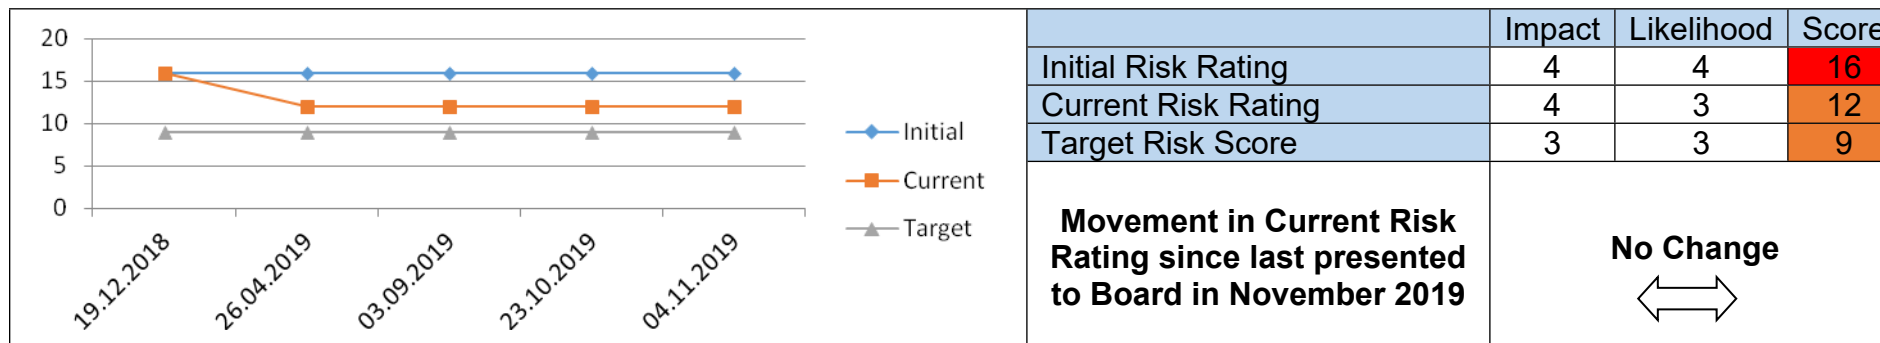 20
15
10
5
0
19.12.2018
26.04.2019
03.09.2019
23.10.2019
04.11.2019
Initial
Current
Target
Impact Likelihood Score
Initial Risk Rating 4 4 16
Current Risk Rating 4 3 12
Target Risk Score 3 3 9
Movement in Current Risk
Rating since last presented
to Board in November 2019
No Change